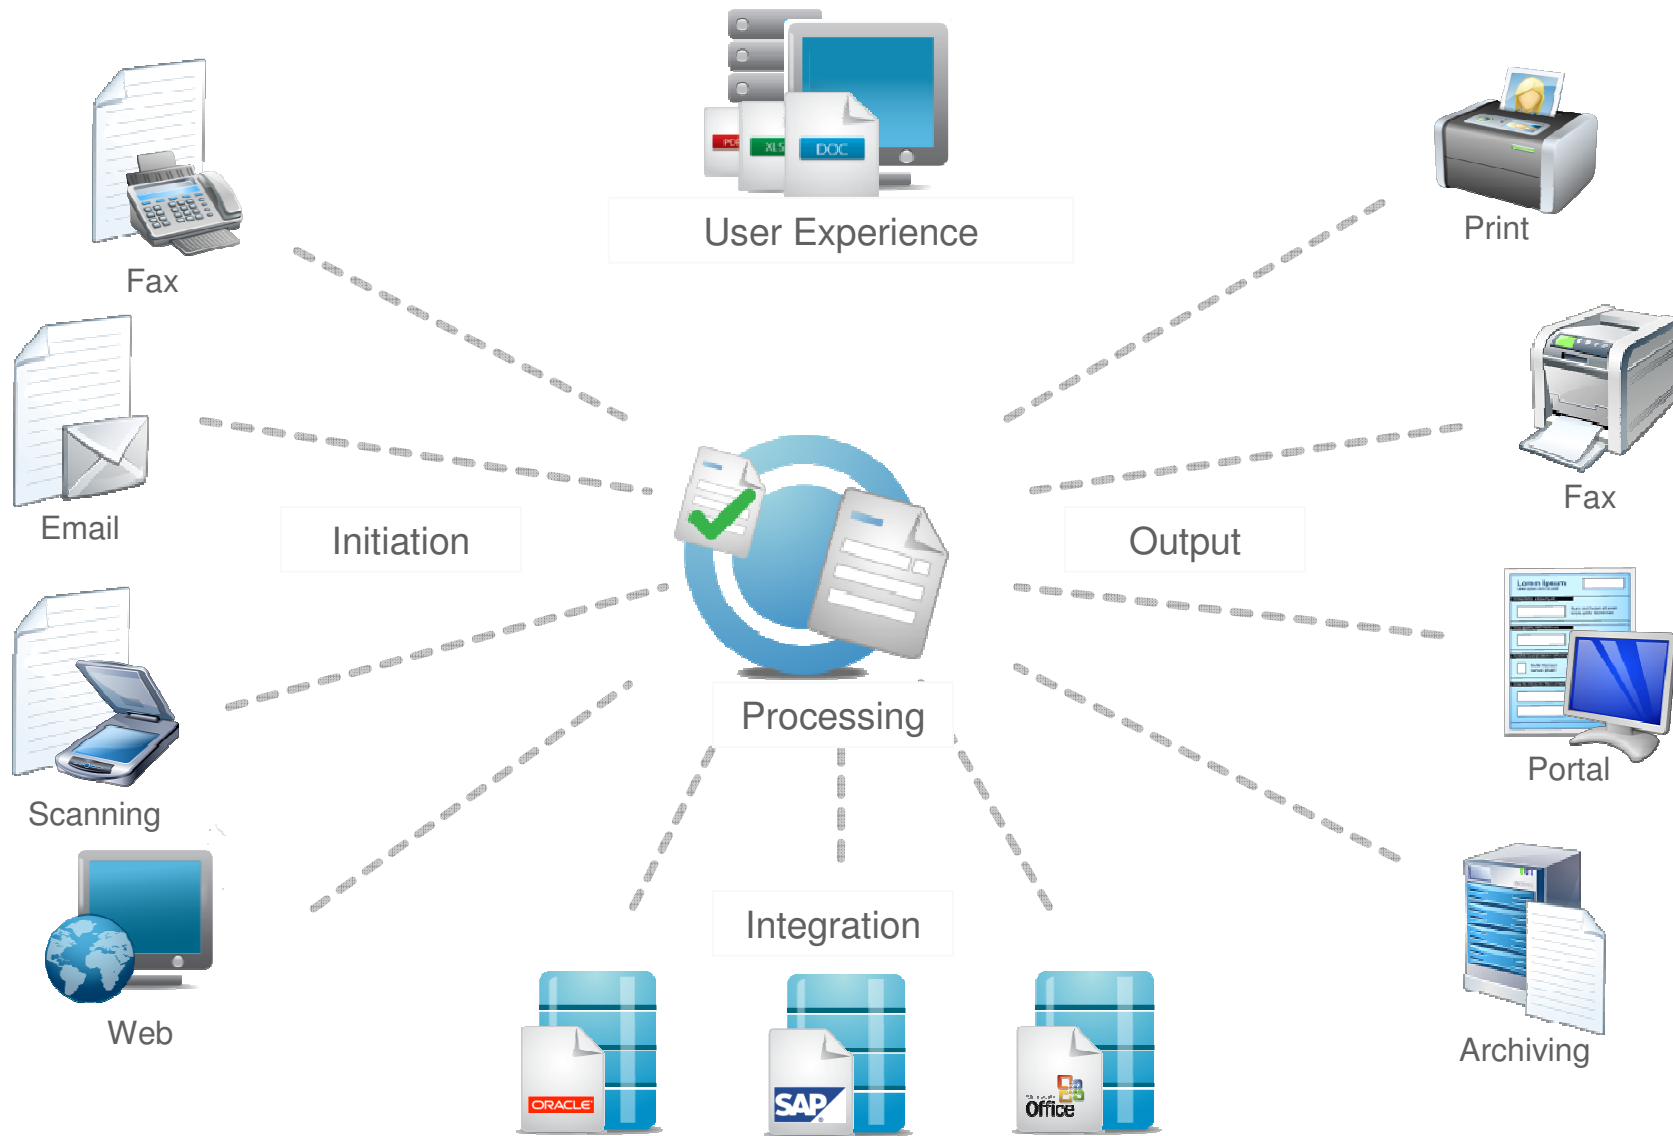 PDF
XLS
DOC
User Experience
Fax
Print
Email
Fax
Initiation
Output
Lorem Ipsum
Scanning
Processing
Portal
Web
Integration
Archiving
ORACLE
SAP
Office